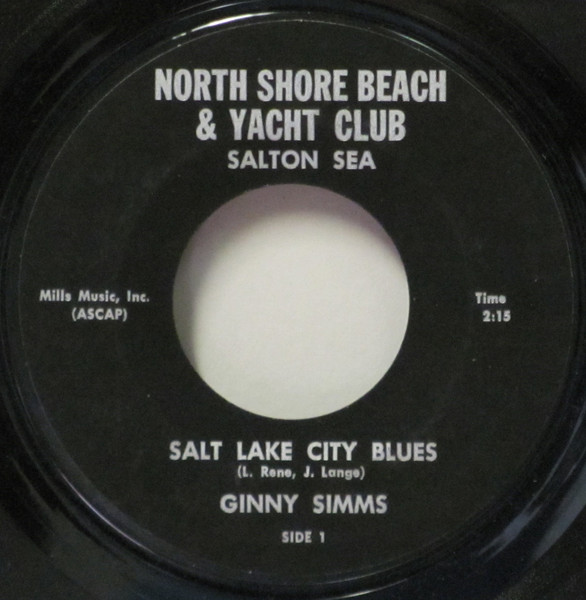 NORTH SHORE BEACH
& YACHT CLUB
SALTON SEA
Mills Music, Inc.
(ASCAP)
Time
2:15
SALT LAKE CITY BLUES
(L. Rene, J. Lange)
GINNY SIMMS
SIDE 1